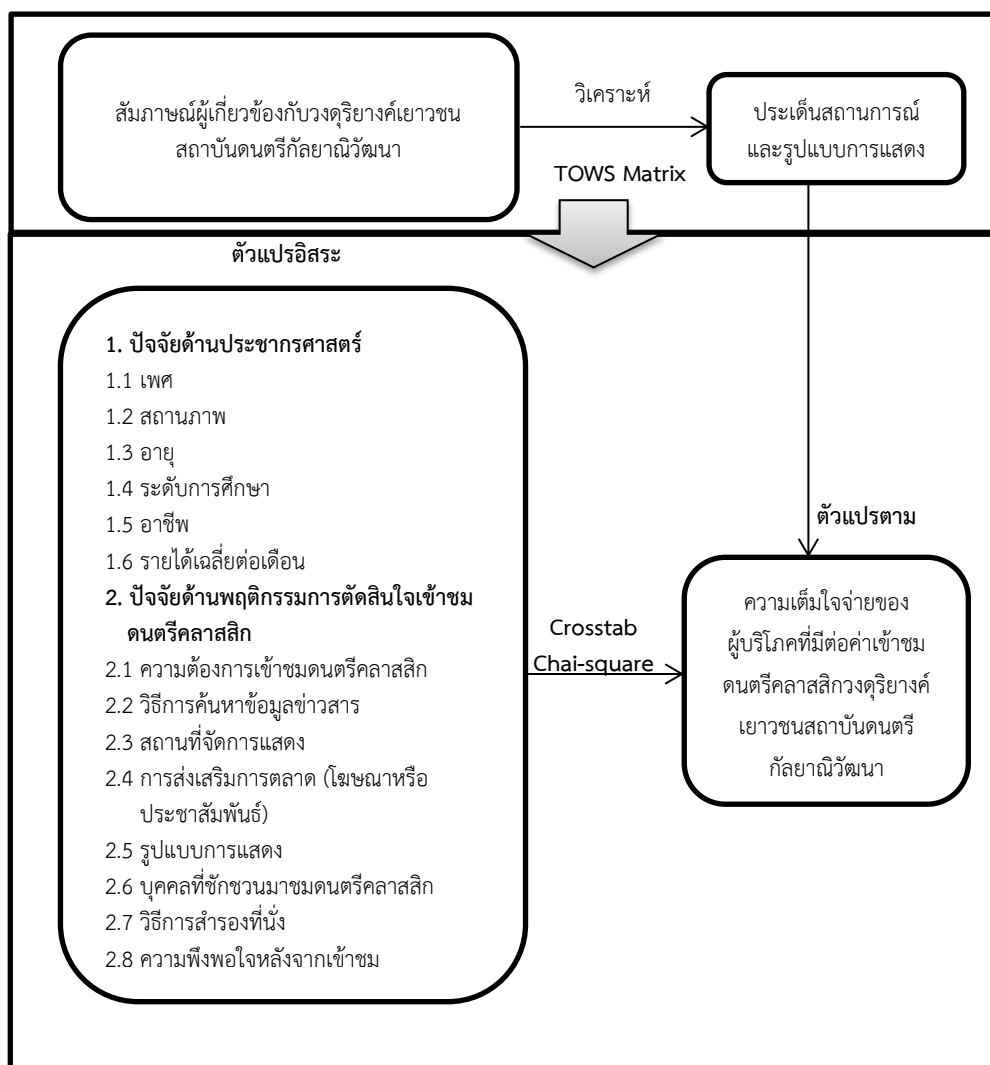 สัมภาษณ์ผู้เกี่ยวข้องกับวงดุริยางค์เยาวชน
สถาบันดนตรีกัลยาณิวัฒนา
วิเคราะห์
ประเด็นสถานการณ์
และรูปแบบการแสดง
TOWS Matrix
ตัวแปรอิสระ
1. ปัจจัยด้านประชากรศาสตร์
1.1 เพศ
1.2 สถานภาพ
1.3 อายุ
1.4 ระดับการศึกษา
1.5 อาชีพ
1.6 รายได้เฉลี่ยต่อเดือน
2. ปัจจัยด้านพฤติกรรมการตัดสินใจเข้าชม
ดนตรีคลาสสิก
2.1 ความต้องการเข้าชมดนตรีคลาสสิก
2.2 วิธีการค้นหาข้อมูลข่าวสาร
2.3 สถานที่จัดการแสดง
2.4 การส่งเสริมการตลาด (โฆษณาหรือ
ประชาสัมพันธ์)
2.5 รูปแบบการแสดง
2.6 บุคคลที่ชักชวนมาชมดนตรีคลาสสิก
2.7 วิธีการสำรองที่นั่ง
2.8 ความพึงพอใจหลังจากเข้าชม
Crosstab
Chai-square
ตัวแปรตาม
ความเต็มใจจ่ายของ
ผู้บริโภคที่มีต่อค่าเข้าชม
ดนตรีคลาสสิกวงดุริยางค์
เยาวชนสถาบันดนตรี
กัลยาณิวัฒนา